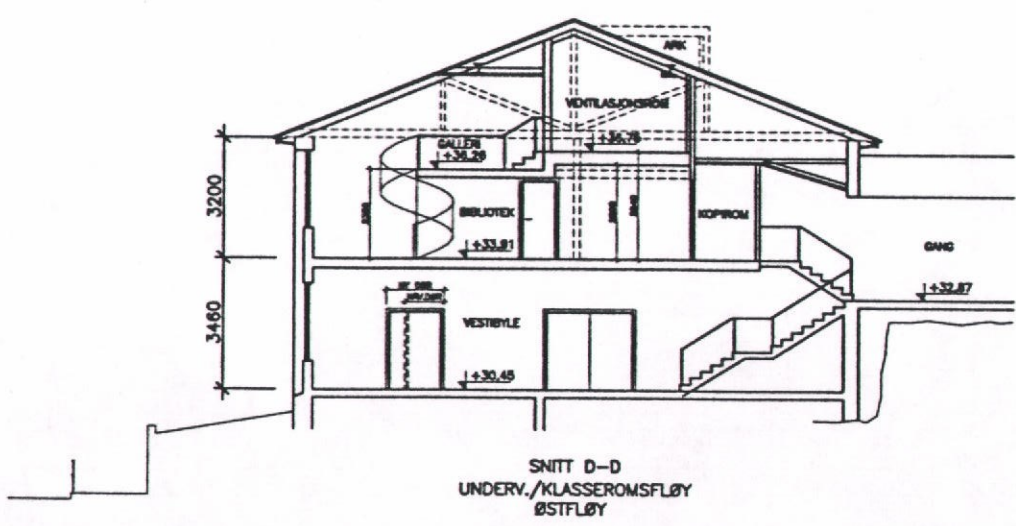 ARK
VENTILASJONSROM
+36,76
GALLERI
+36,26
3200
BIBLIOTEK
KOPIROM
+33,91
GANG
+32,87
3460
VESTIBYLE
+30,45
SNITT D-D
UNDERV./KLASSEROMSFLØY
ØSTFLØY